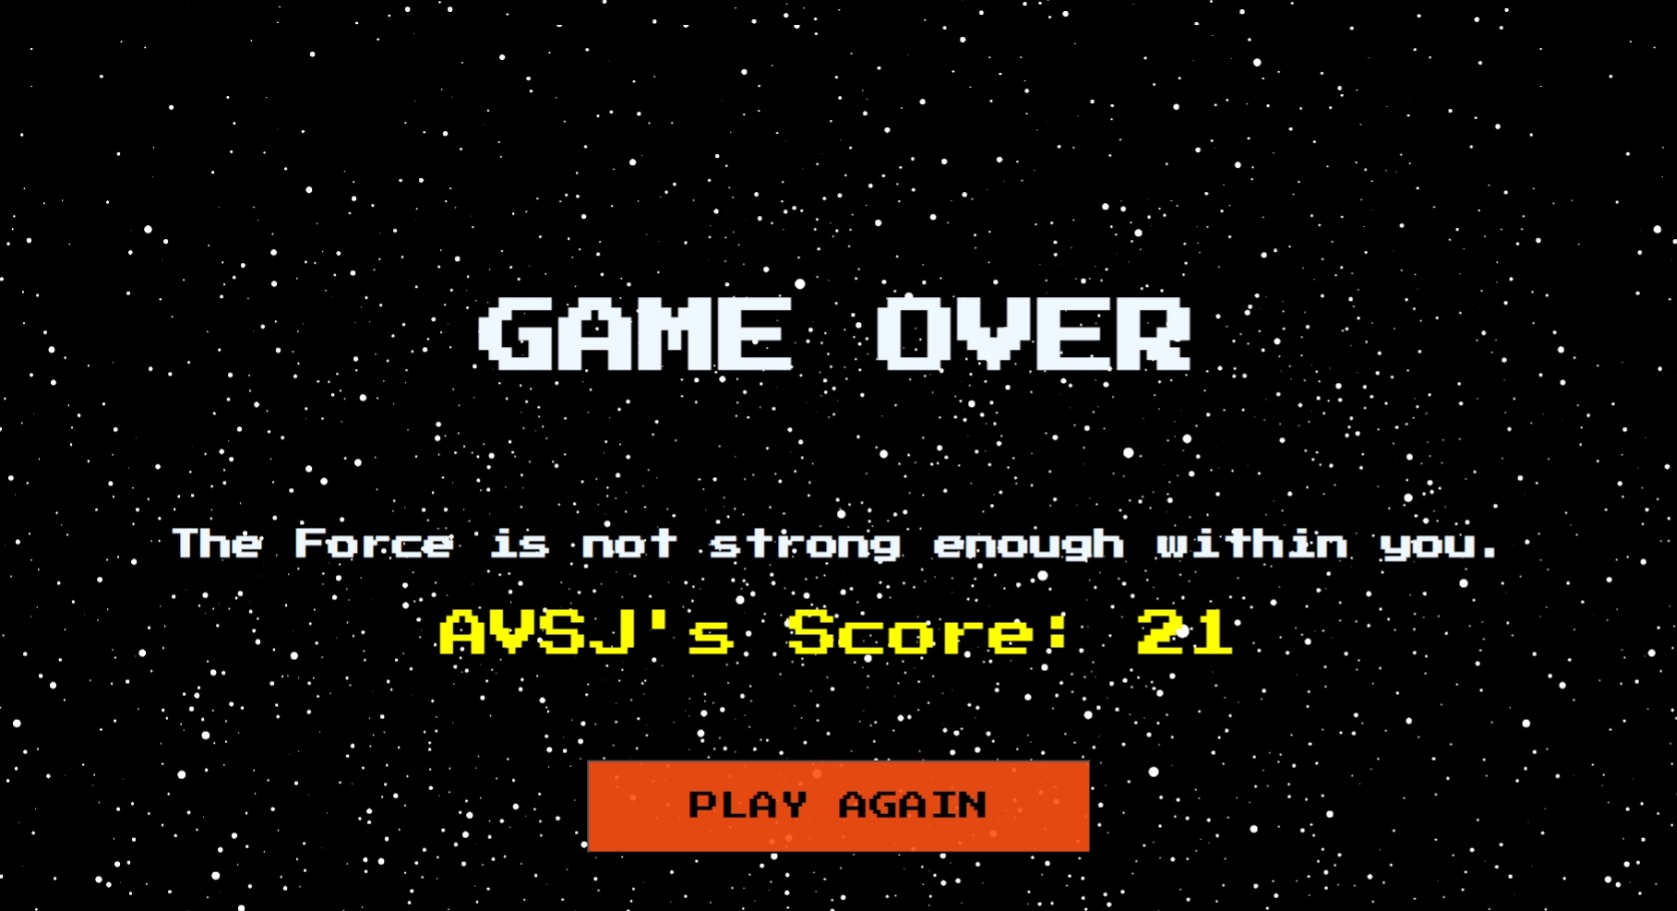 GAME OVER
The Force is not strong enough within you.
AVSJ's Score: 21
PLAY AGAIN